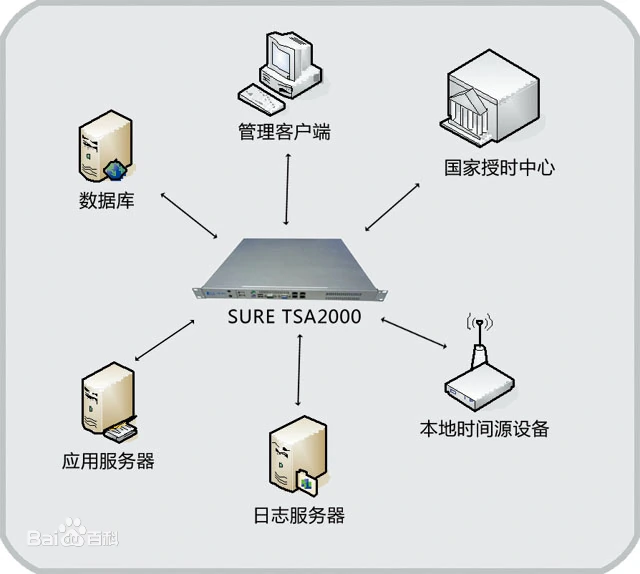 管理客户端
国家授时中心
数据库
SURE TSA2000
本地时间源设备
应用服务器
日志服务器
Baidu百科